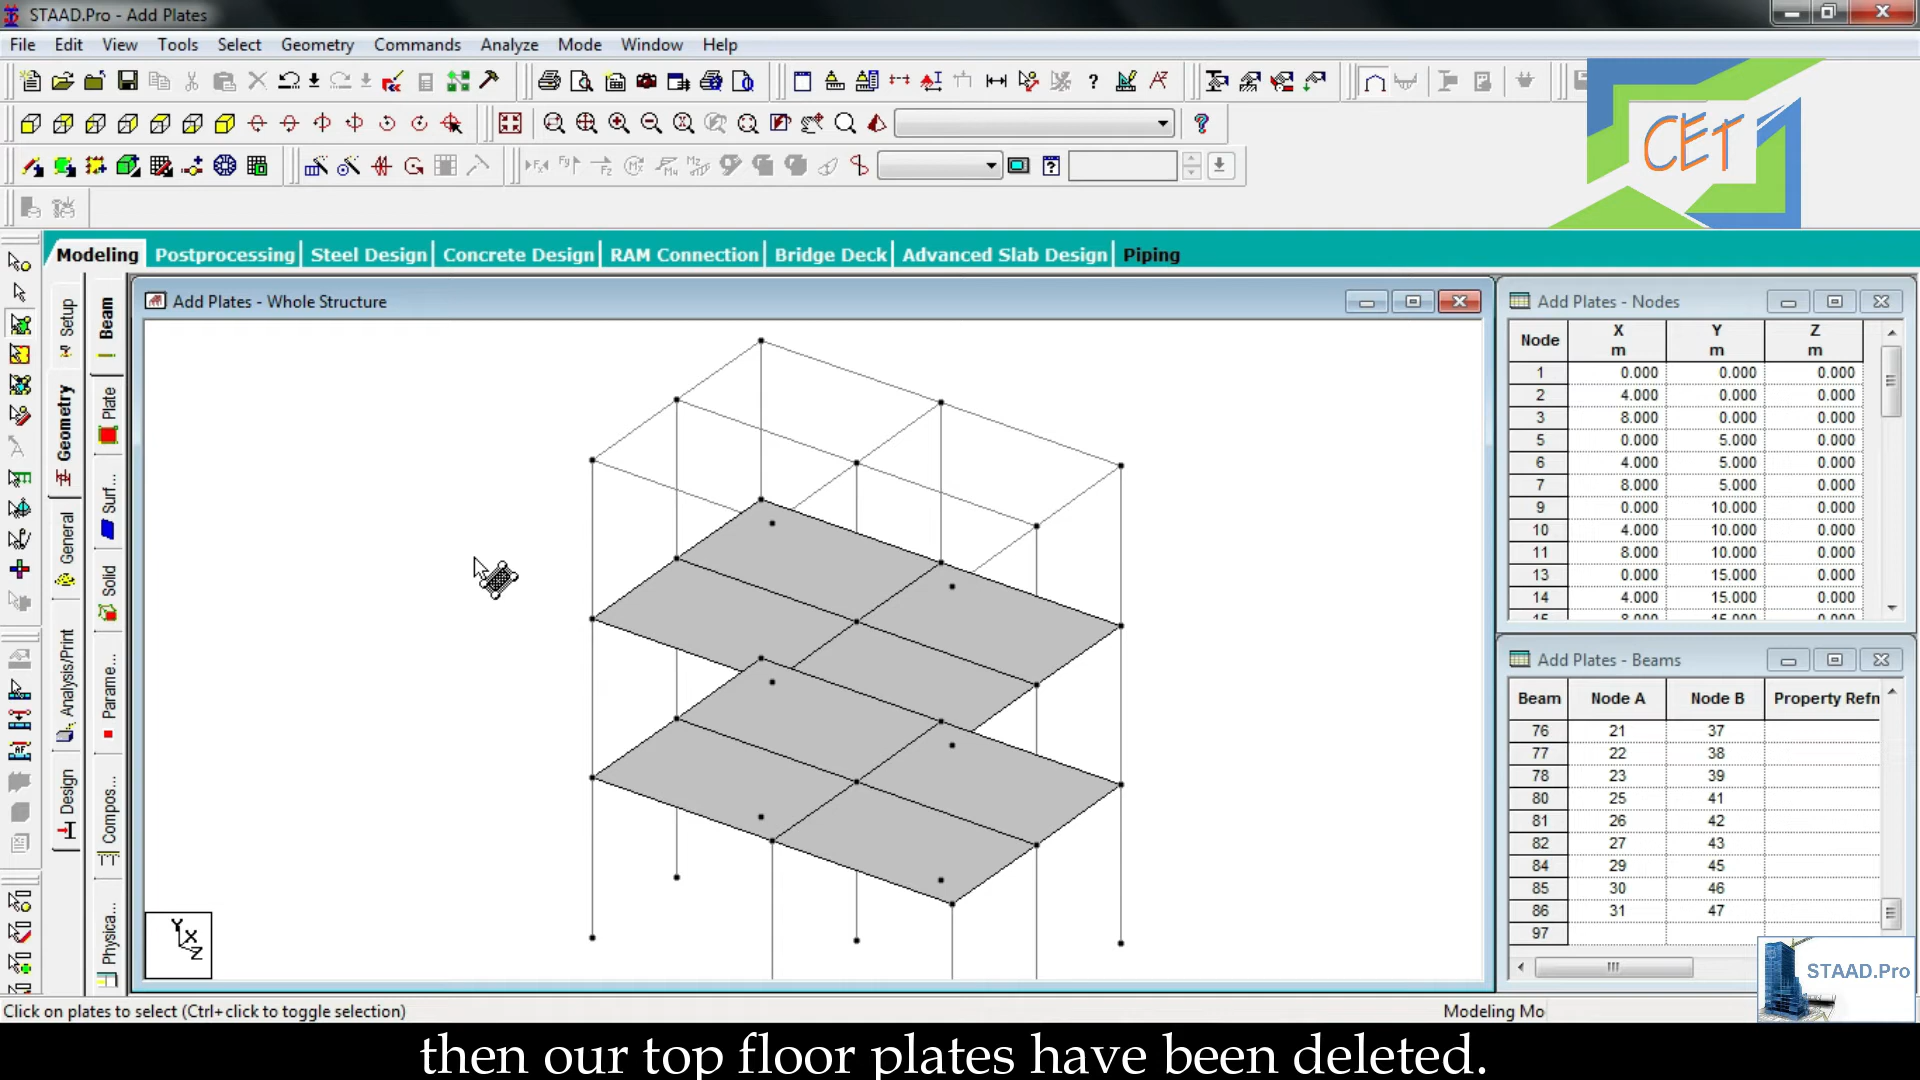 STAAD.Pro - Add Plates
File Edit View Tools Select Geometry Commands Analyze Mode Window Help
CET
Modeling Postprocessing Steel Design Concrete Design RAM Connection Bridge Deck Advanced Slab Design Piping
Setup
Geometry
General
Analysis/Print
Design
Beam
Plate
Surf...
Solid
Parame...
Compos...
Physica...
Add Plates - Whole Structure
Y X Z
Add Plates - Nodes
Node X m Y m Z m
1 0.000 0.000 0.000
2 4.000 0.000 0.000
3 8.000 0.000 0.000
5 0.000 5.000 0.000
6 4.000 5.000 0.000
7 8.000 5.000 0.000
9 0.000 10.000 0.000
10 4.000 10.000 0.000
11 8.000 10.000 0.000
13 0.000 15.000 0.000
14 4.000 15.000 0.000
15 8.000 15.000 0.000
Add Plates - Beams
Beam Node A Node B Property Refn
76 21 37
77 22 38
78 23 39
80 25 41
81 26 42
82 27 43
84 29 45
85 30 46
86 31 47
97
STAAD.Pro
Click on plates to select (Ctrl+click to toggle selection)
Modeling Mo
then our top floor plates have been deleted.